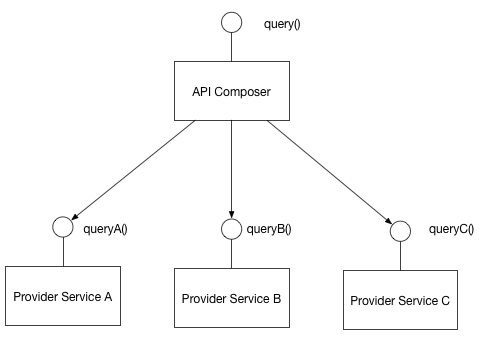 query()
API Composer
queryA()
queryB()
queryC()
Provider Service A
Provider Service B
Provider Service C